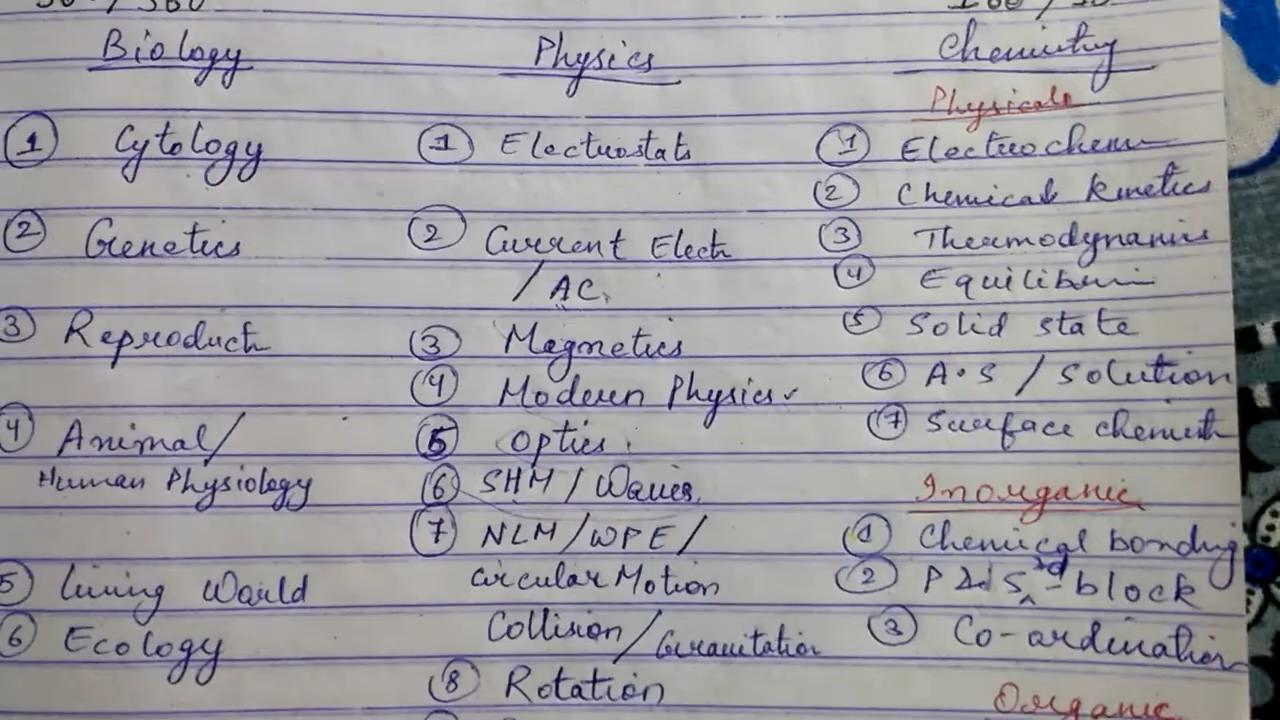 Biology
① Cytology
② Genetics
③ Reproduct
④ Animal/
Human Physiology
⑤ Living World
⑥ Ecology
Physics
① Electrostats
② Current Elect
/ AC.
③ Magnetics
④ Modern Physics
⑤ Optics
⑥ SHM / Waves
⑦ NLM / WPE /
Circular Motion
Collision / Gravitation
⑧ Rotation
Chemistry
Physical
① Electrochem
② Chemical kinetics
③ Thermodynamics
④ Equilibrium
⑤ Solid state
⑥ A.S / Solution
⑦ Surface chemist
Inorganic
① Chemical bonding
② block
③ Co-ordination
Organic